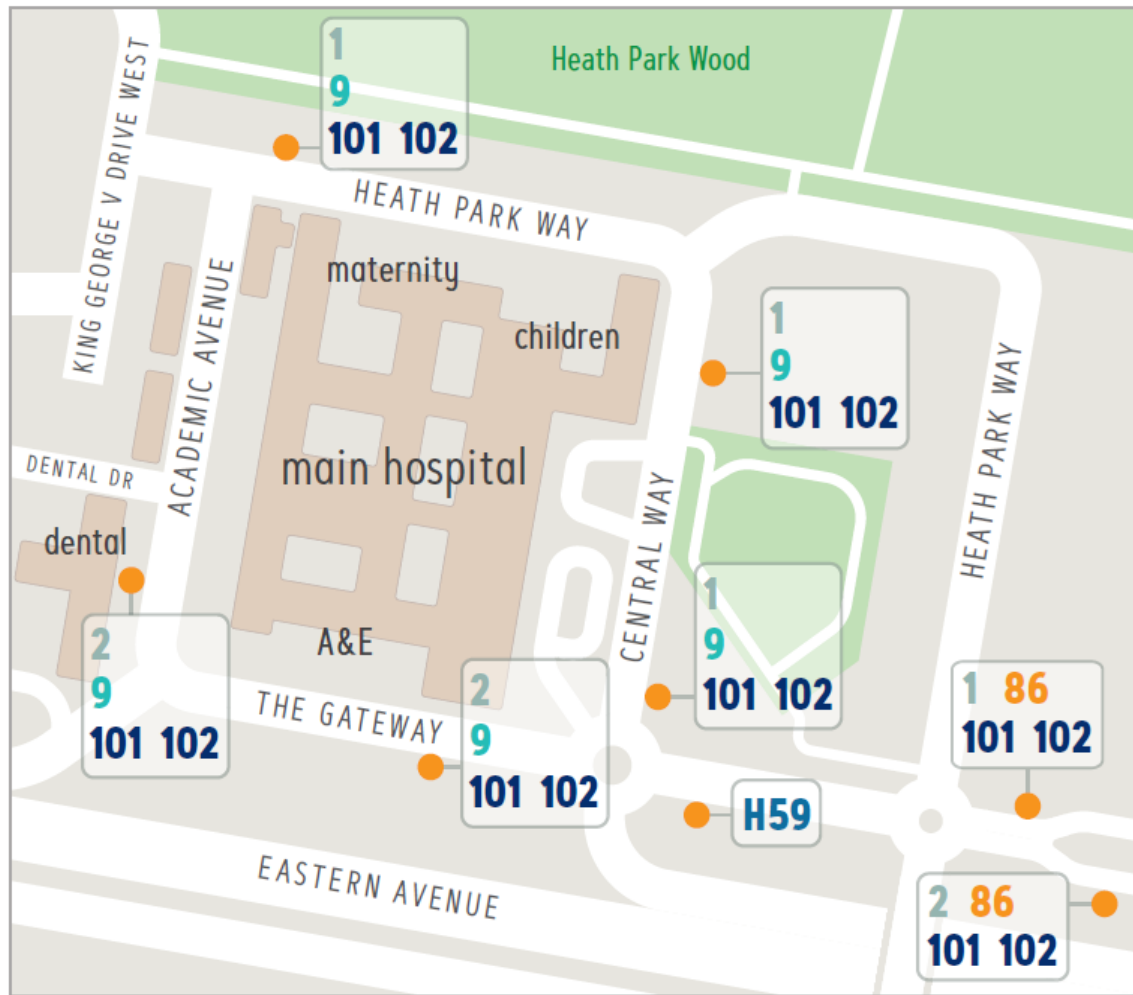 KING GEORGE V DRIVE WEST
1
9
101 102
Heath Park Wood
HEATH PARK WAY
maternity
children
1
9
101 102
ACADEMIC AVENUE
main hospital
HEATH PARK WAY
DENTAL DR
CENTRAL WAY
dental
1
9
101 102
A&E
2
9
101 102
THE GATEWAY
2
9
101 102
1 86
101 102
H59
EASTERN AVENUE
2 86
101 102